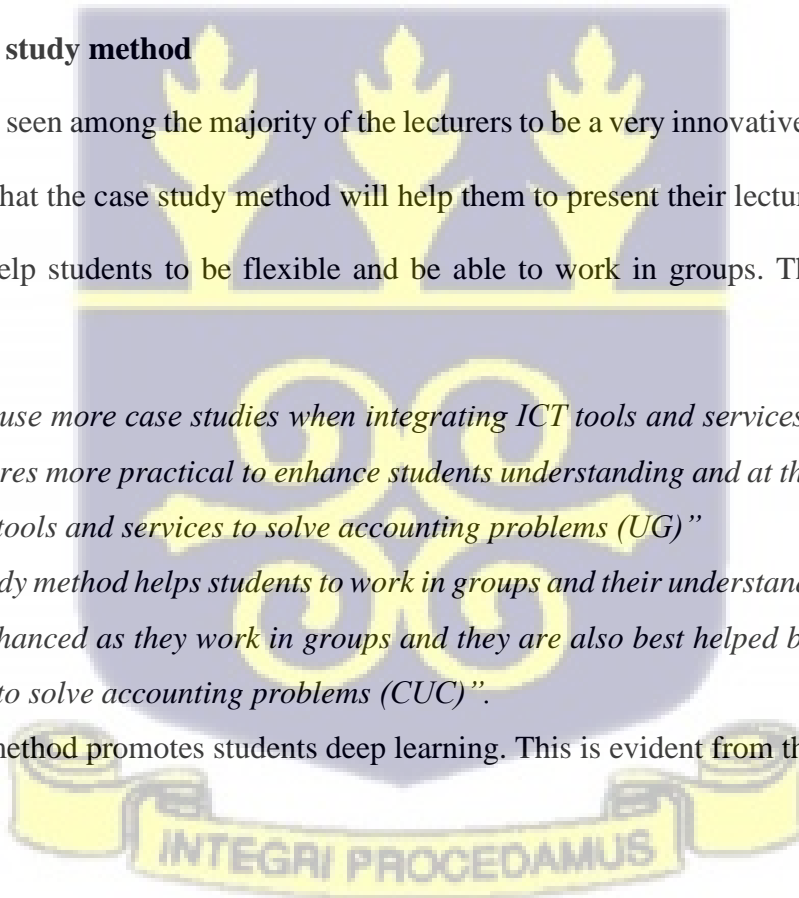 study method
seen among the majority of the lecturers to be a very innovative
hat the case study method will help them to present their lectur
elp students to be flexible and be able to work in groups. Th
use more case studies when integrating ICT tools and services
res more practical to enhance students understanding and at th
tools and services to solve accounting problems (UG)”
dy method helps students to work in groups and their understand
hanced as they work in groups and they are also best helped b
to solve accounting problems (CUC)”.
method promotes students deep learning. This is evident from th
INTEGRI PROCEDAMUS